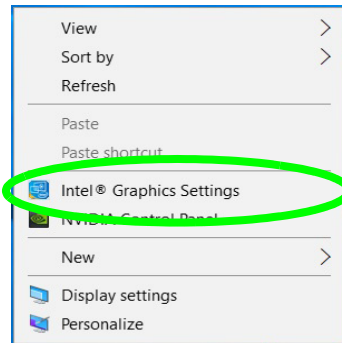 View
Sort by
Refresh
Paste
Paste shortcut
Intel® Graphics Settings
NVIDIA Control Panel
New
Display settings
Personalize